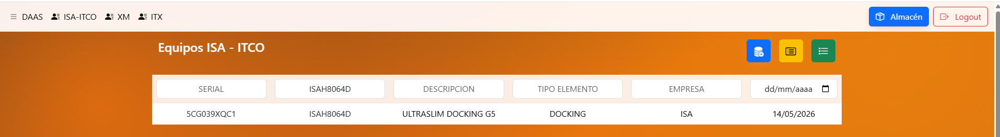 DAAS ISA-ITCO XM ITX Almacén Logout
Equipos ISA - ITCO
SERIAL ISAH8064D DESCRIPCION TIPO ELEMENTO EMPRESA dd/mm/aaaa
5CG039XQC1 ISAH8064D ULTRASLIM DOCKING G5 DOCKING ISA 14/05/2026